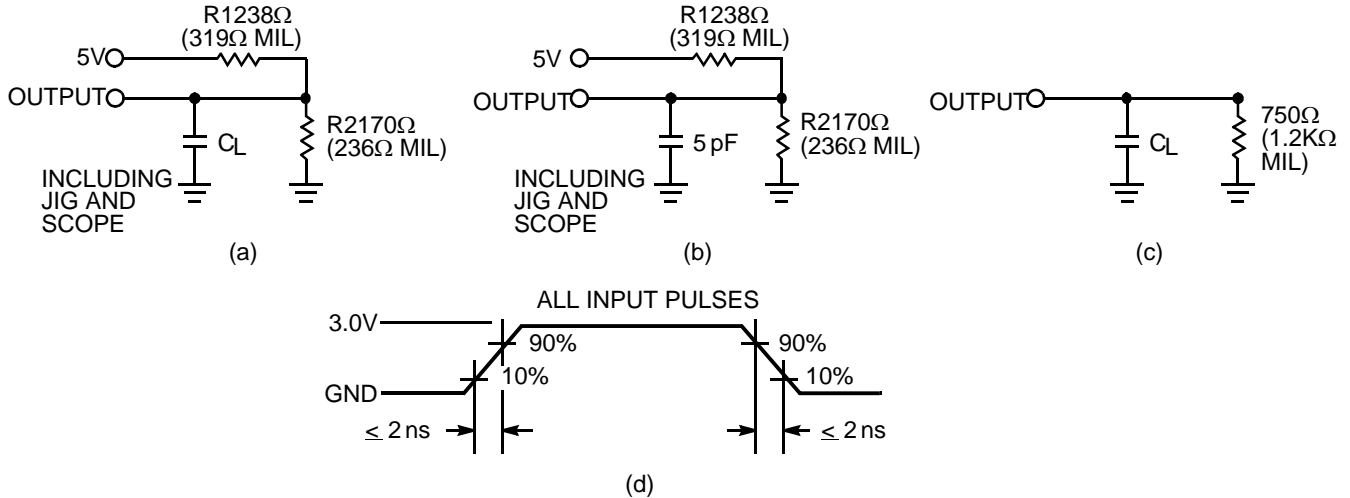 R1238Ω
(319Ω MIL)
5V
OUTPUT
CL
R2170Ω
(236Ω MIL)
INCLUDING
JIG AND
SCOPE
(a)
R1238Ω
(319Ω MIL)
5V
OUTPUT
5 pF
R2170Ω
(236Ω MIL)
INCLUDING
JIG AND
SCOPE
(b)
OUTPUT
CL
750Ω
(1.2KΩ
MIL)
(c)
ALL INPUT PULSES
3.0V
90%
10%
GND
≤ 2 ns
90%
10%
≤ 2 ns
(d)